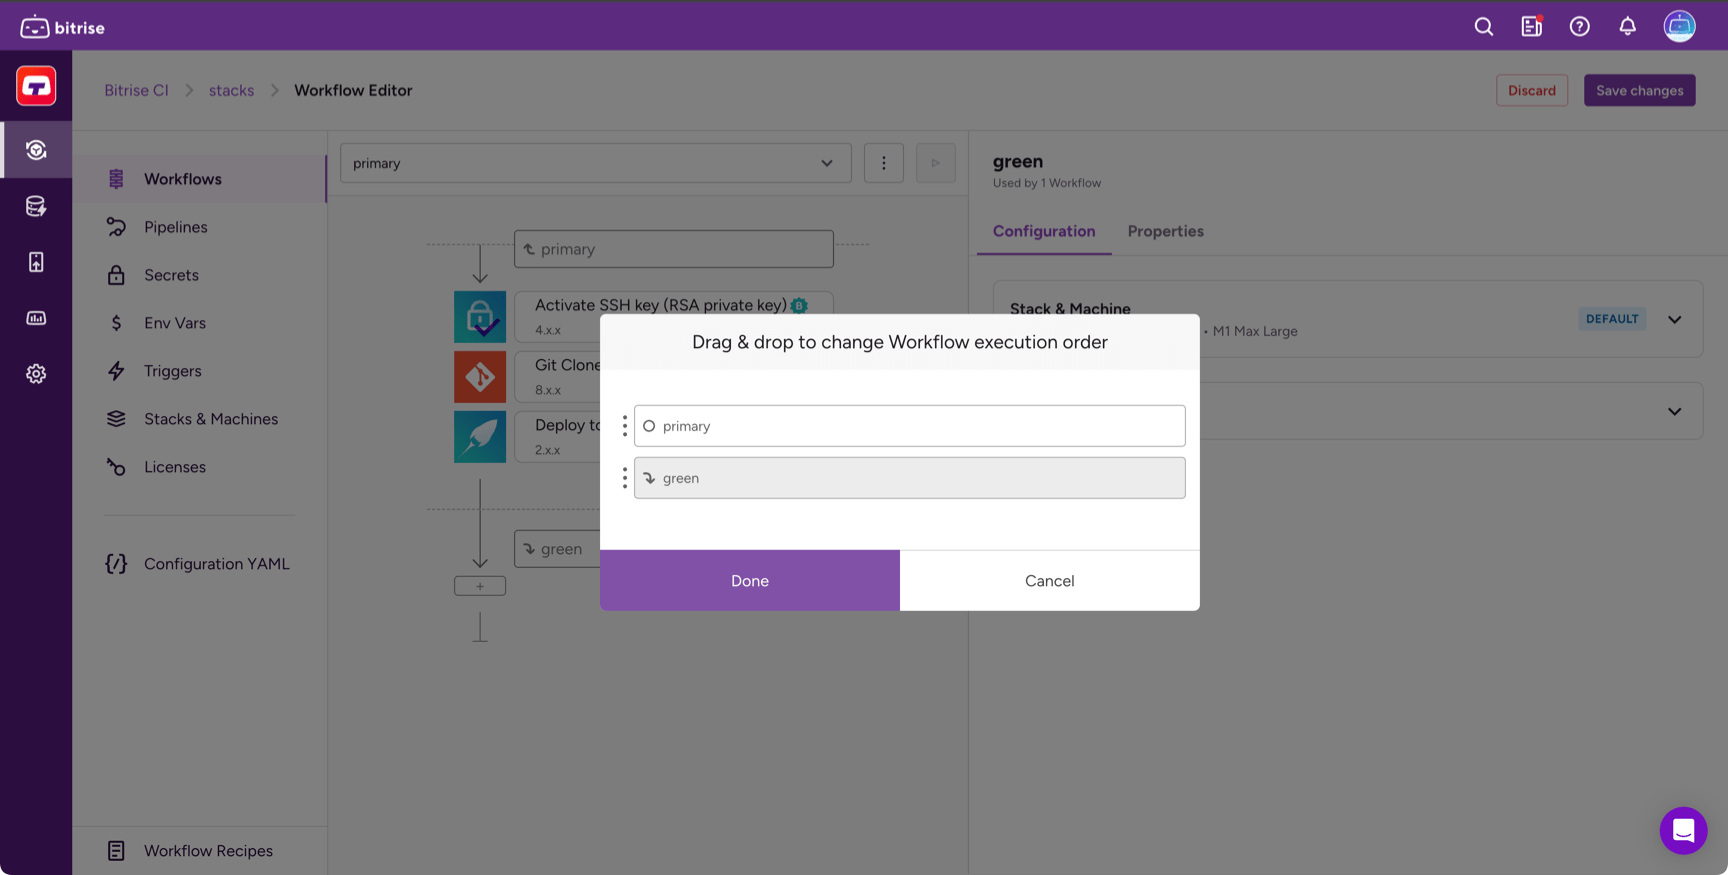 bitrise
Bitrise CI
stacks
Workflow Editor
Discard
Save changes
Workflows
Pipelines
Secrets
Env Vars
Triggers
Stacks & Machines
Licenses
Configuration YAML
Workflow Recipes
primary
primary
Activate SSH key (RSA private key)
4.x.x
Git Clone
8.x.x
Deploy to
2.x.x
green
+
Drag & drop to change Workflow execution order
primary
green
Done
Cancel
green
Used by 1 Workflow
Configuration
Properties
Stack & Machine
• M1 Max Large
DEFAULT